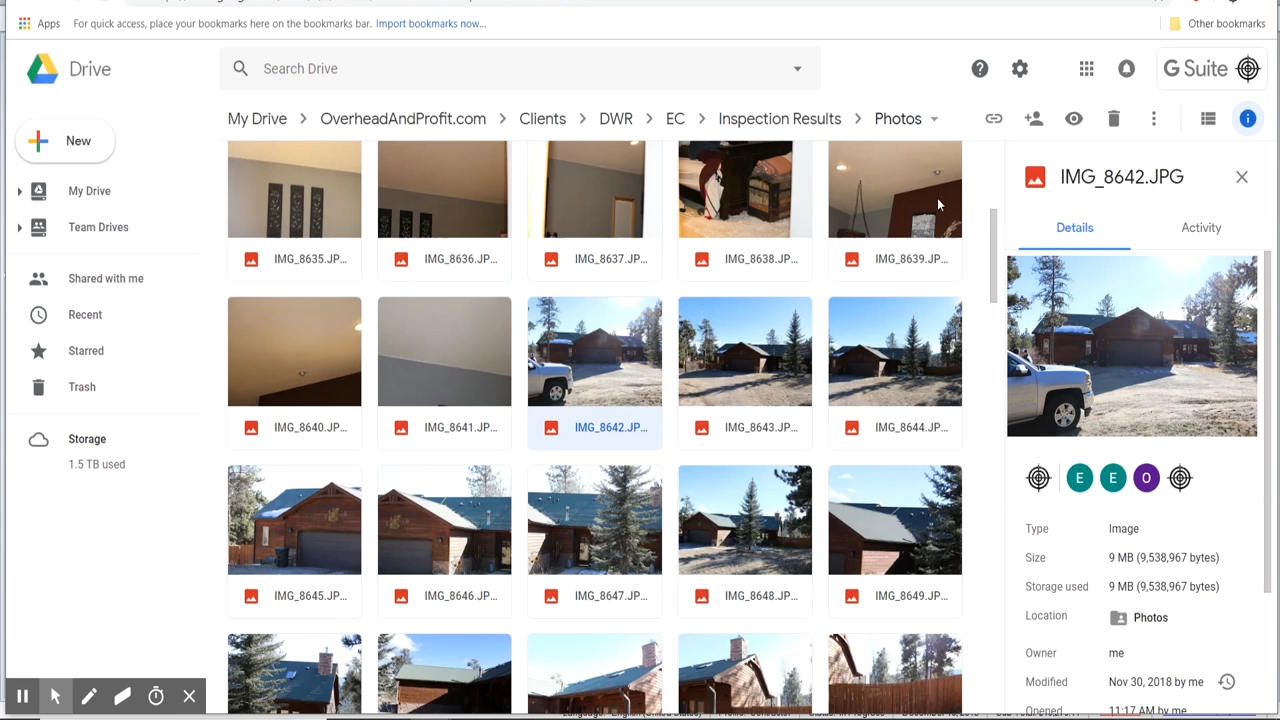 Apps For quick access, place your bookmarks here on the bookmarks bar. Import bookmarks now... Other bookmarks
Drive
Search Drive
G Suite
My Drive > OverheadAndProfit.com > Clients > DWR > EC > Inspection Results > Photos
New
My Drive
Team Drives
Shared with me
Recent
Starred
Trash
Storage
1.5 TB used
IMG_8635.JP...
IMG_8636.JP...
IMG_8637.JP...
IMG_8638.JP...
IMG_8639.JP...
IMG_8640.JP...
IMG_8641.JP...
IMG_8642.JP...
IMG_8643.JP...
IMG_8644.JP...
IMG_8645.JP...
IMG_8646.JP...
IMG_8647.JP...
IMG_8648.JP...
IMG_8649.JP...
IMG_8642.JPG
Details Activity
E E O
Type Image
Size 9 MB (9,538,967 bytes)
Storage used 9 MB (9,538,967 bytes)
Location Photos
Owner me
Modified Nov 30, 2018 by me
Opened 11:17 AM by me